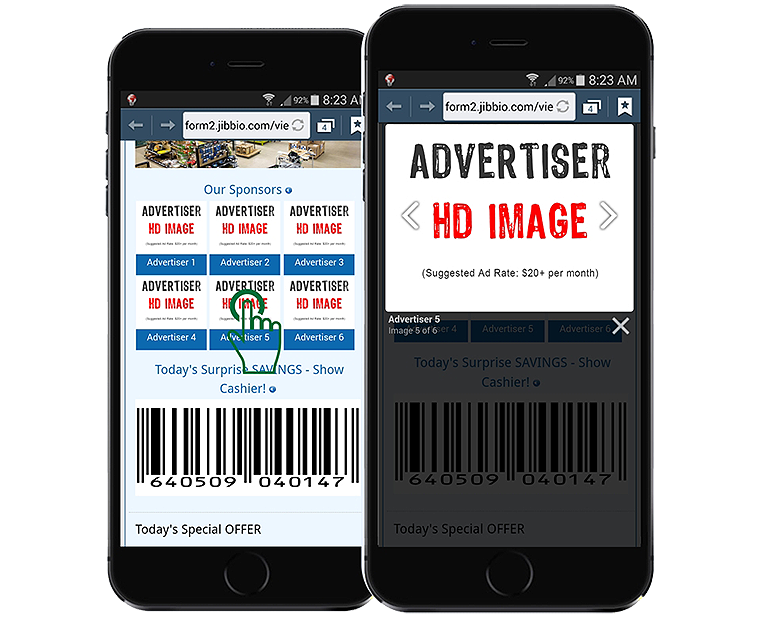 92% 8:23 AM
form2.jibbio.com/vie
4
Our Sponsors
ADVERTISER ADVERTISER ADVERTISER
HD IMAGE HD IMAGE HD IMAGE
(Suggested Ad Rate: $20+ per month) (Suggested Ad Rate: $20+ per month) (Suggested Ad Rate: $20+ per month)
Advertiser 1 Advertiser 2 Advertiser 3
ADVERTISER ADVERTISER ADVERTISER
HD IMAGE HD IMAGE HD IMAGE
(Suggested Ad Rate: $20+ per month) (Suggested Ad Rate: $20+ per month)
Advertiser 4 Advertiser 5 Advertiser 6
Today's Surprise SAVINGS - Show
Cashier!
640509 040147
Today's Special OFFER
92% 8:23 AM
form2.jibbio.com/vie
4
ADVERTISER
HD IMAGE
(Suggested Ad Rate: $20+ per month)
Advertiser 5
Image 5 of 6
4 Advertiser 5 Advertiser 6
Today's Surprise SAVINGS - Show
Cashier!
640509 040147
Today's Special OFFER